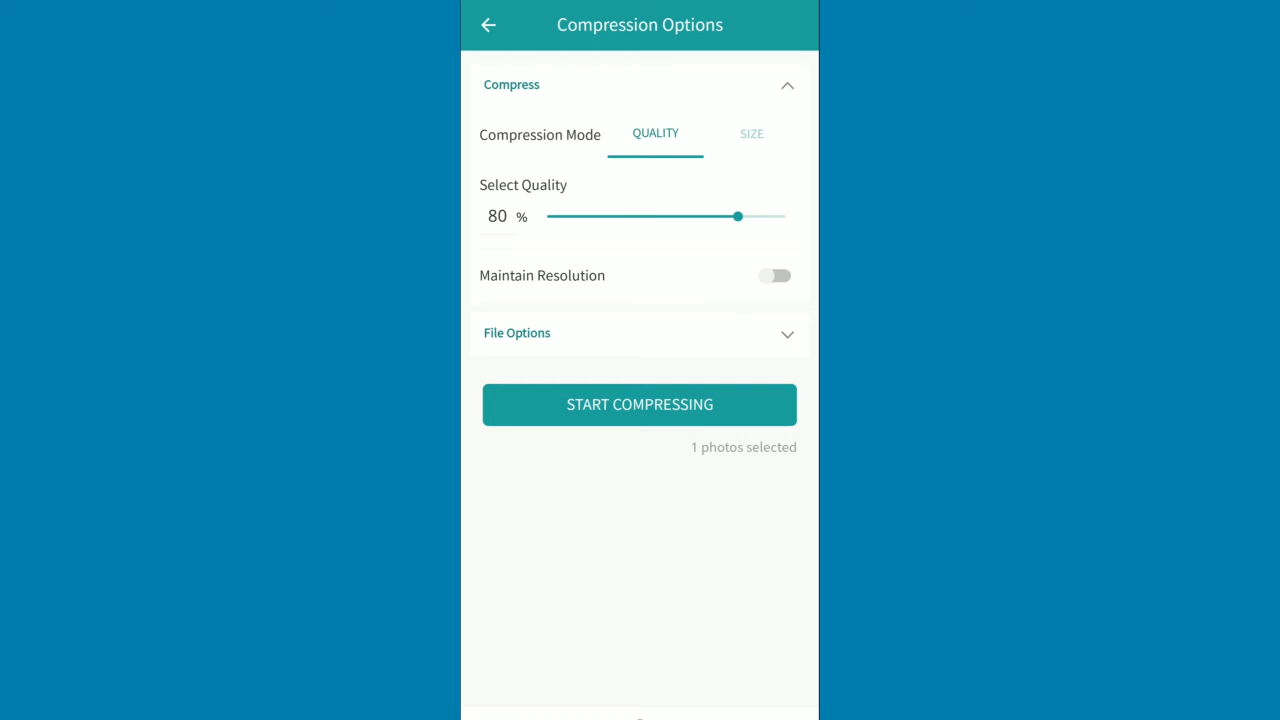 Compression Options
Compress
Compression Mode QUALITY SIZE
Select Quality
80 %
Maintain Resolution
File Options
START COMPRESSING
1 photos selected